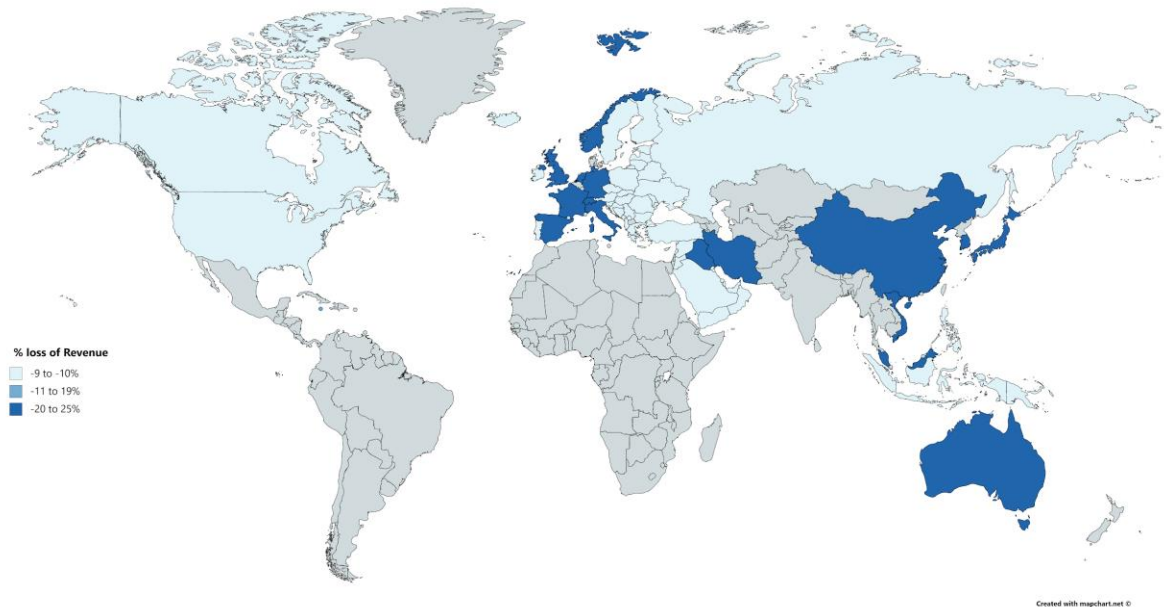 % loss of Revenue
-9 to -10%
-11 to 19%
-20 to 25%
Created with mapchart.net ©